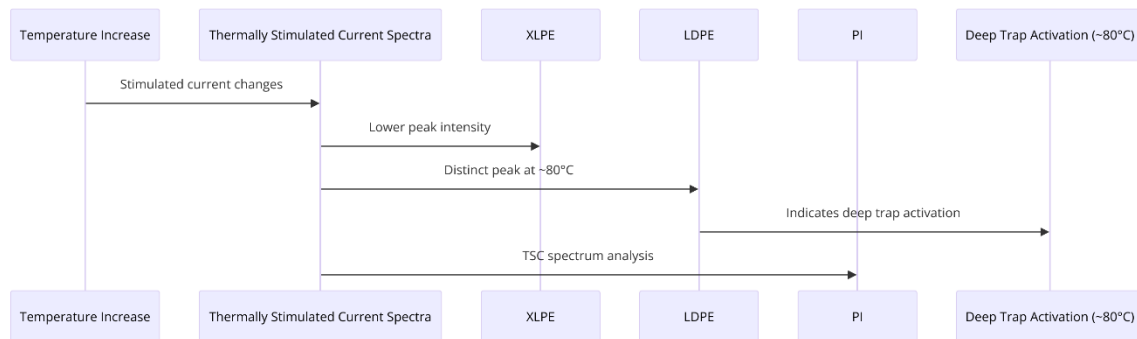 Temperature Increase
Thermally Stimulated Current Spectra
XLPE
LDPE
PI
Deep Trap Activation (~80°C)
Stimulated current changes
Lower peak intensity
Distinct peak at ~80°C
Indicates deep trap activation
TSC spectrum analysis
Temperature Increase
Thermally Stimulated Current Spectra
XLPE
LDPE
PI
Deep Trap Activation (~80°C)